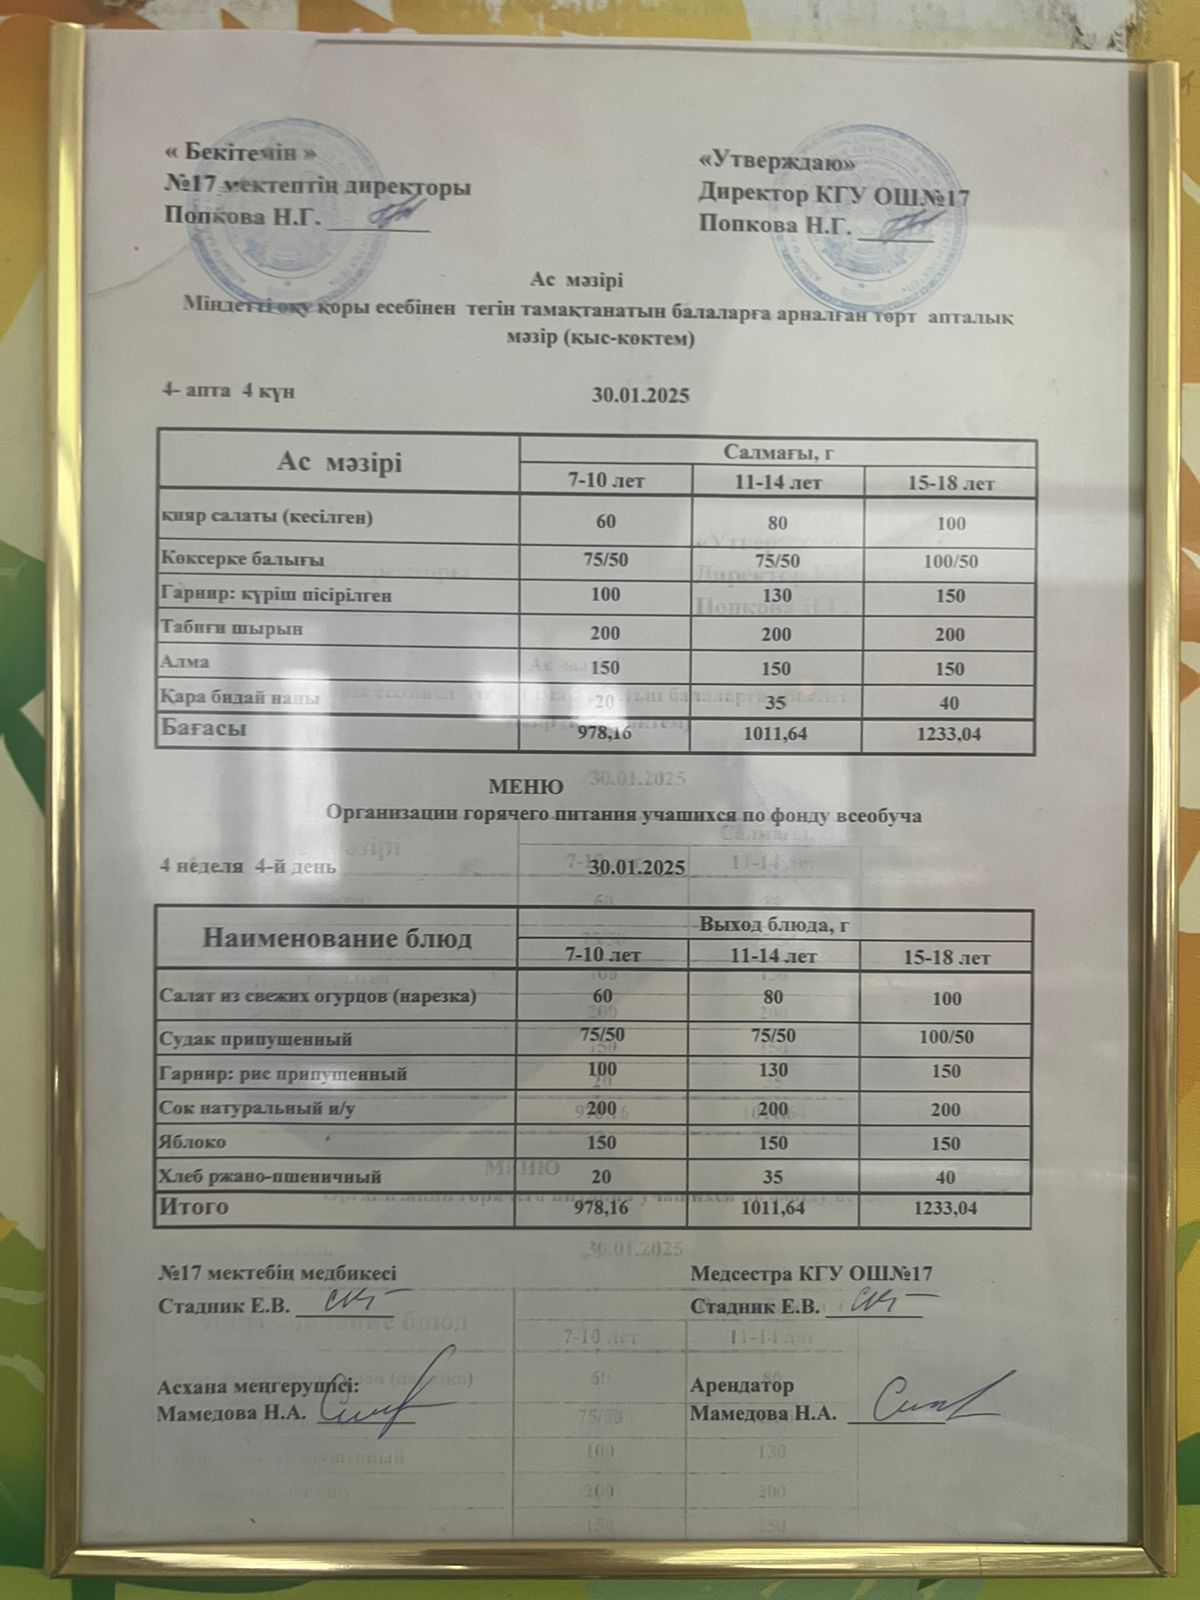 « Бекітемін »
№17 мектептің директоры
Попкова Н.Г.
«Утверждаю»
Директор КГУ ОШ№17
Попкова Н.Г.
Ас мәзірі
Міндетті оқу қоры есебінен тегін тамақтанатын балаларға арналған төрт апталық
мәзір (қыс-көктем)
4- апта 4 күн 30.01.2025
Ас мәзірі Салмағы, г
7-10 лет 11-14 лет 15-18 лет
қияр салаты (кесілген) 60 80 100
Көксерке балығы 75/50 75/50 100/50
Гарнир: күріш пісірілген 100 130 150
Табиғи шырын 200 200 200
Алма 150 150 150
Қара бидай наны 20 35 40
Бағасы 978,16 1011,64 1233,04
МЕНЮ
Организации горячего питания учашихся по фонду всеобуча
4 неделя 4-й день 30.01.2025
Наименование блюд Выход блюда, г
7-10 лет 11-14 лет 15-18 лет
Салат из свежих огурцов (нарезка) 60 80 100
Судак припущенный 75/50 75/50 100/50
Гарнир: рис припущенный 100 130 150
Сок натуральный и/у 200 200 200
Яблоко 150 150 150
Хлеб ржано-пшеничный 20 35 40
Итого 978,16 1011,64 1233,04
№17 мектебің медбикесі
Стадник Е.В.
Медсестра КГУ ОШ№17
Стадник Е.В.
Асхана меңгерушісі:
Мамедова Н.А.
Арендатор
Мамедова Н.А.